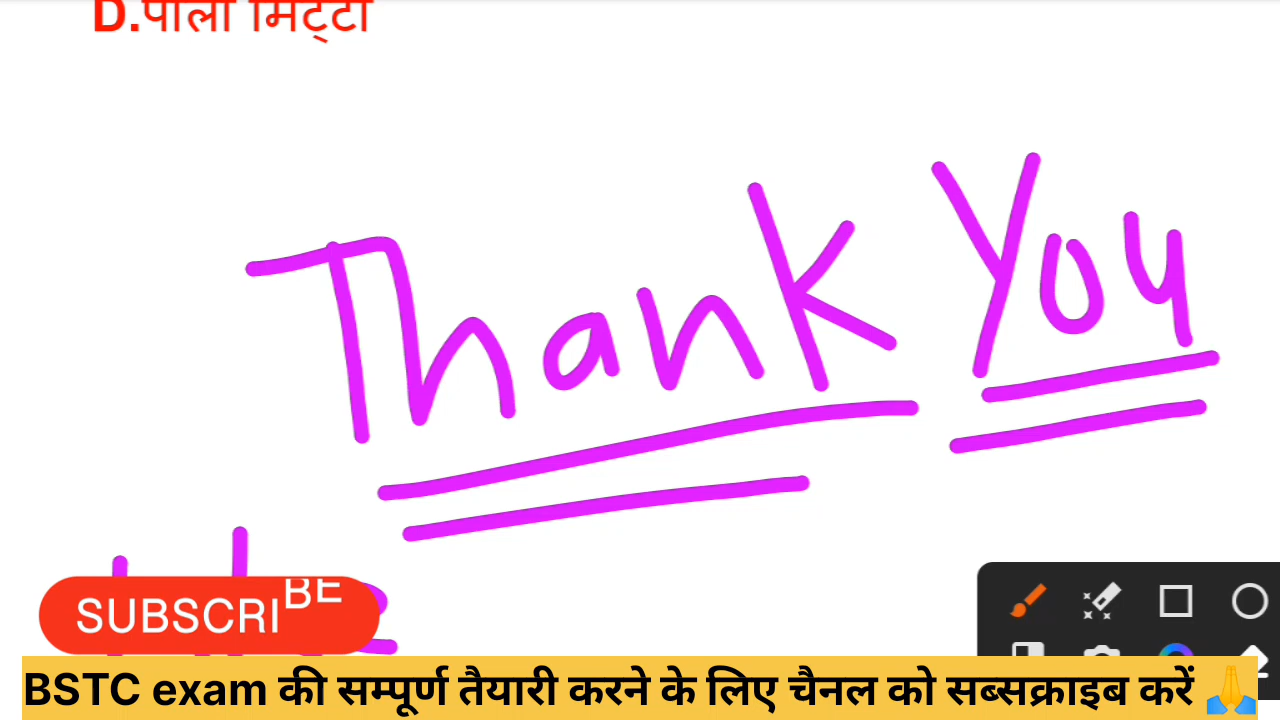 D.पीली मिट्टी
Thank You
SUBSCRIBE
BSTC exam की सम्पूर्ण तैयारी करने के लिए चैनल को सब्सक्राइब करें 🙏